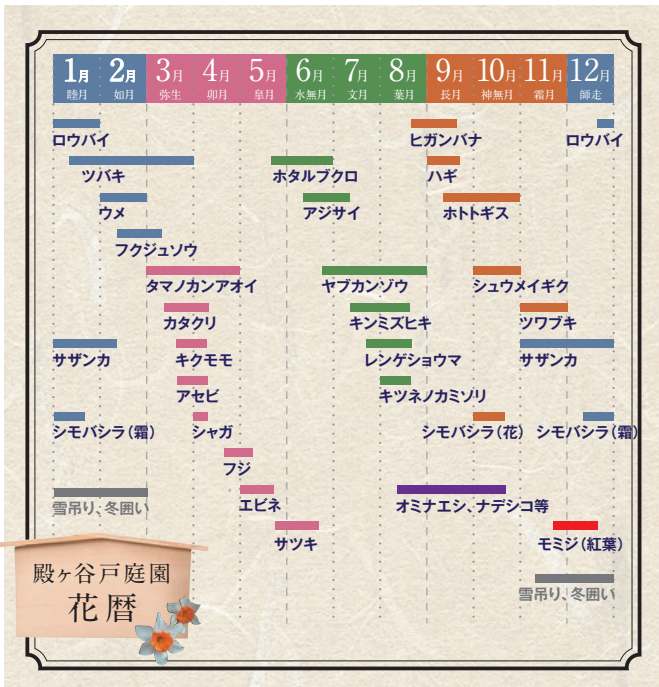 1月 2月 3月 4月 5月 6月 7月 8月 9月 10月 11月 12月
睦月 如月 弥生 卯月 皐月 水無月 文月 葉月 長月 神無月 霜月 師走
ロウバイ ヒガンバナ ロウバイ
ツバキ ホタルブクロ ハギ
ウメ アジサイ ホトトギス
フクジュソウ
タマノカンアオイ ヤブカンゾウ シュウメイギク
カタクリ キンミズヒキ ツワブキ
サザンカ キクモモ レンゲショウマ サザンカ
アセビ キツネノカミソリ
シモバシラ(霜) シャガ シモバシラ(花) シモバシラ(霜)
フジ
雪吊り、冬囲い エビネ オミナエシ、ナデシコ等
サツキ モミジ(紅葉)
雪吊り、冬囲い
殿ヶ谷戸庭園
花暦